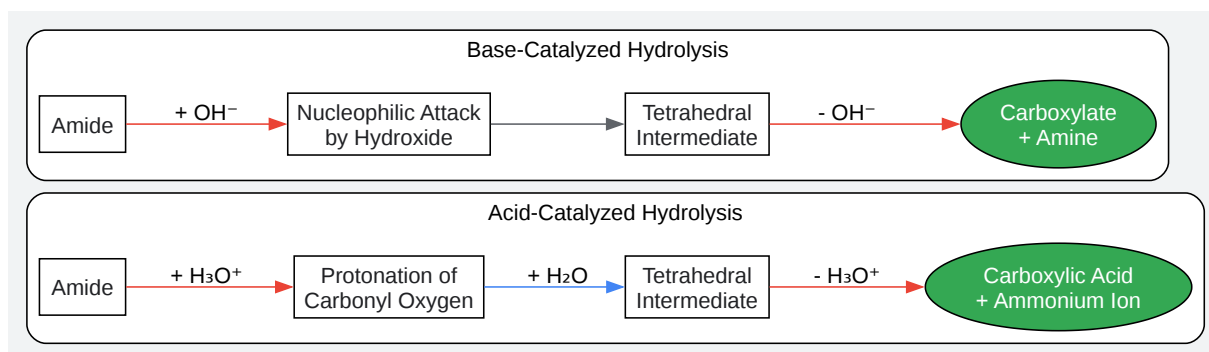 Base-Catalyzed Hydrolysis
Amide
+ OH⁻
Nucleophilic Attack
by Hydroxide
Tetrahedral
Intermediate
- OH⁻
Carboxylate
+ Amine
Acid-Catalyzed Hydrolysis
Amide
+ H₃O⁺
Protonation of
Carbonyl Oxygen
+ H₂O
Tetrahedral
Intermediate
- H₃O⁺
Carboxylic Acid
+ Ammonium Ion